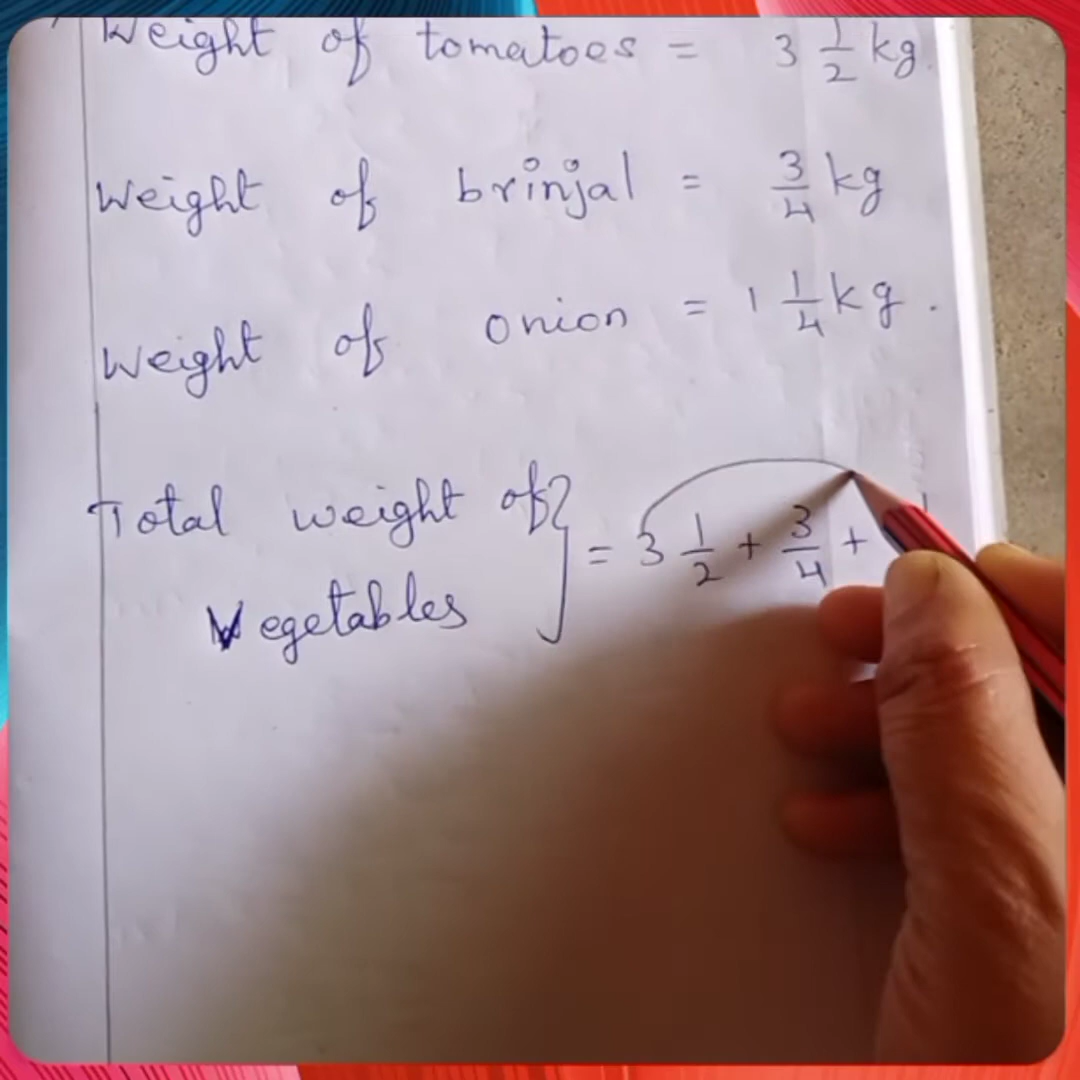 Weight of tomatoes = 3 1/2 kg.
Weight of brinjal = 3/4 kg
Weight of onion = 1 1/4 kg.
Total weight of } = 3 1/2 + 3/4 +
Vegetables